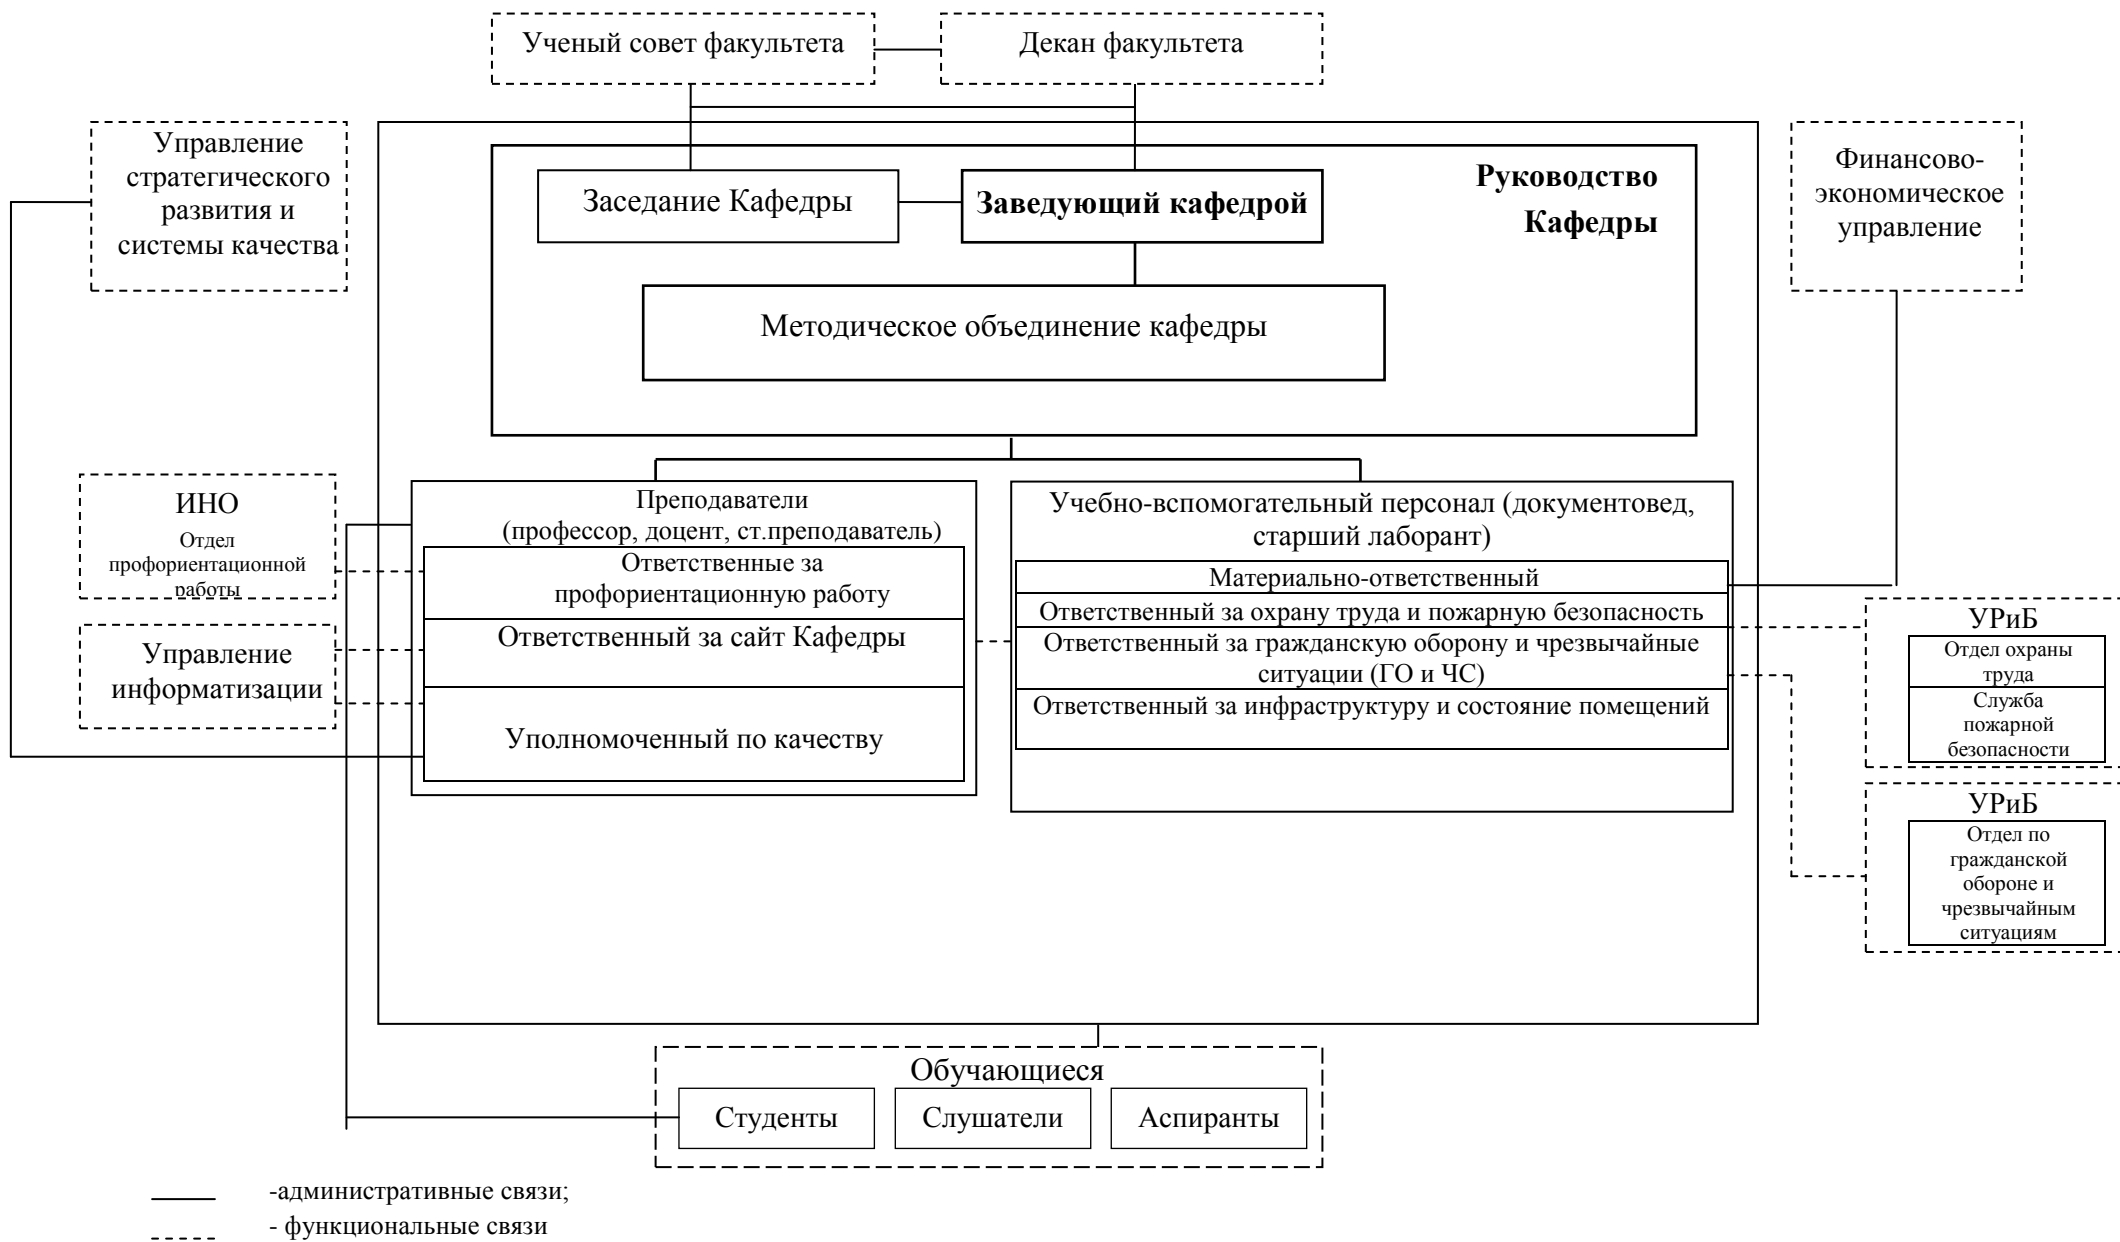 Ученый совет факультета
Декан факультета
Управление
стратегического
развития и
системы качества
Финансово-
экономическое
управление
Руководство
Кафедры
Заседание Кафедры
Заведующий кафедрой
Методическое объединение кафедры
ИНО
Отдел
профориентационной
работы
Управление
информатизации
Преподаватели
(профессор, доцент, ст.преподаватель)
Ответственные за
профориентационную работу
Ответственный за сайт Кафедры
Уполномоченный по качеству
Учебно-вспомогательный персонал (документовед,
старший лаборант)
Материально-ответственный
Ответственный за охрану труда и пожарную безопасность
Ответственный за гражданскую оборону и чрезвычайные
ситуации (ГО и ЧС)
Ответственный за инфраструктуру и состояние помещений
УРиБ
Отдел охраны
труда
Служба
пожарной
безопасности
УРиБ
Отдел по
гражданской
обороне и
чрезвычайным
ситуациям
Обучающиеся
Студенты
Слушатели
Аспиранты
-административные связи;
- функциональные связи